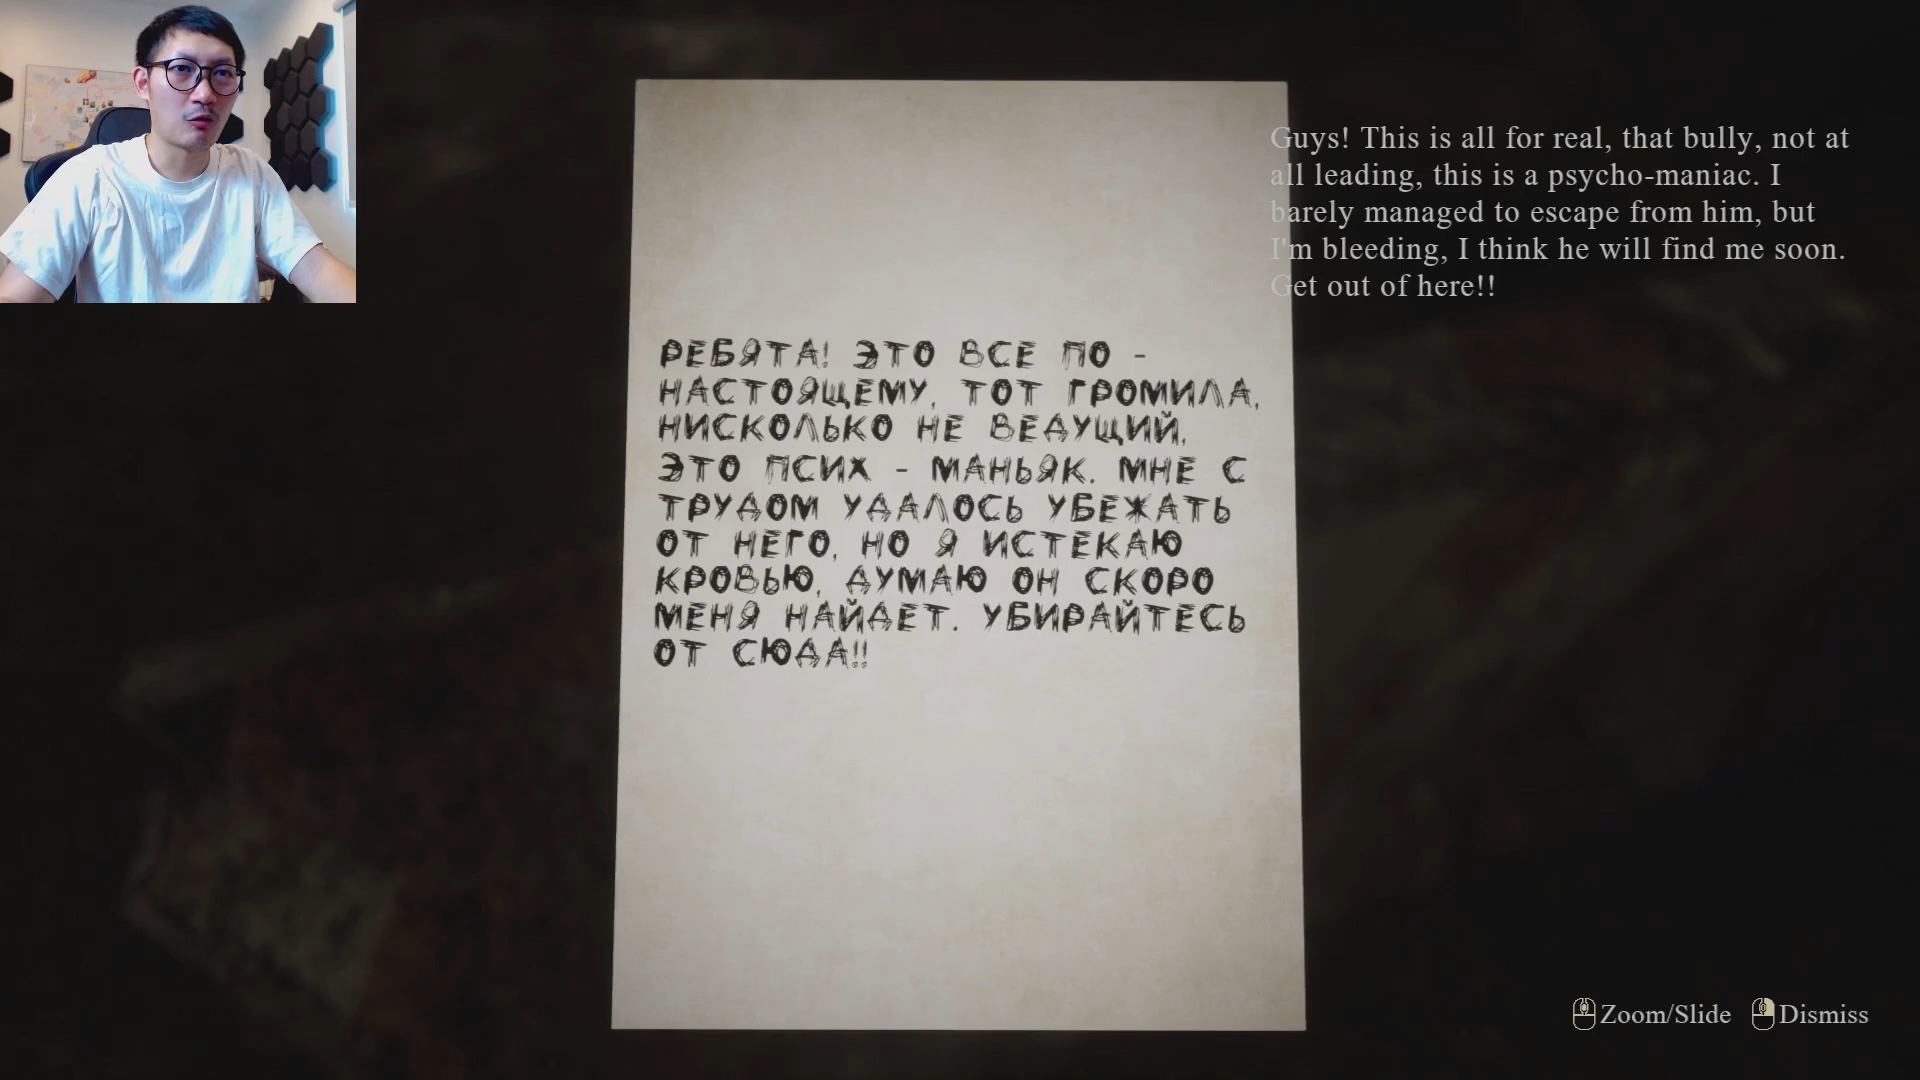 Guys! This is all for real, that bully, not at
all leading, this is a psycho-maniac. I
barely managed to escape from him, but
I'm bleeding, I think he will find me soon.
Get out of here!!
РЕБЯТА! ЭТО ВСЕ ПО -
НАСТОЯЩЕМУ, ТОТ ГРОМИЛА,
НИСКОЛЬКО НЕ ВЕДУЩИЙ,
ЭТО ПСИХ - МАНЬЯК. МНЕ С
ТРУДОМ УДАЛОСЬ УБЕЖАТЬ
ОТ НЕГО, НО Я ИСТЕКАЮ
КРОВЬЮ, ДУМАЮ ОН СКОРО
МЕНЯ НАЙДЕТ. УБИРАЙТЕСЬ
ОТ СЮДА!!
Zoom/Slide Dismiss